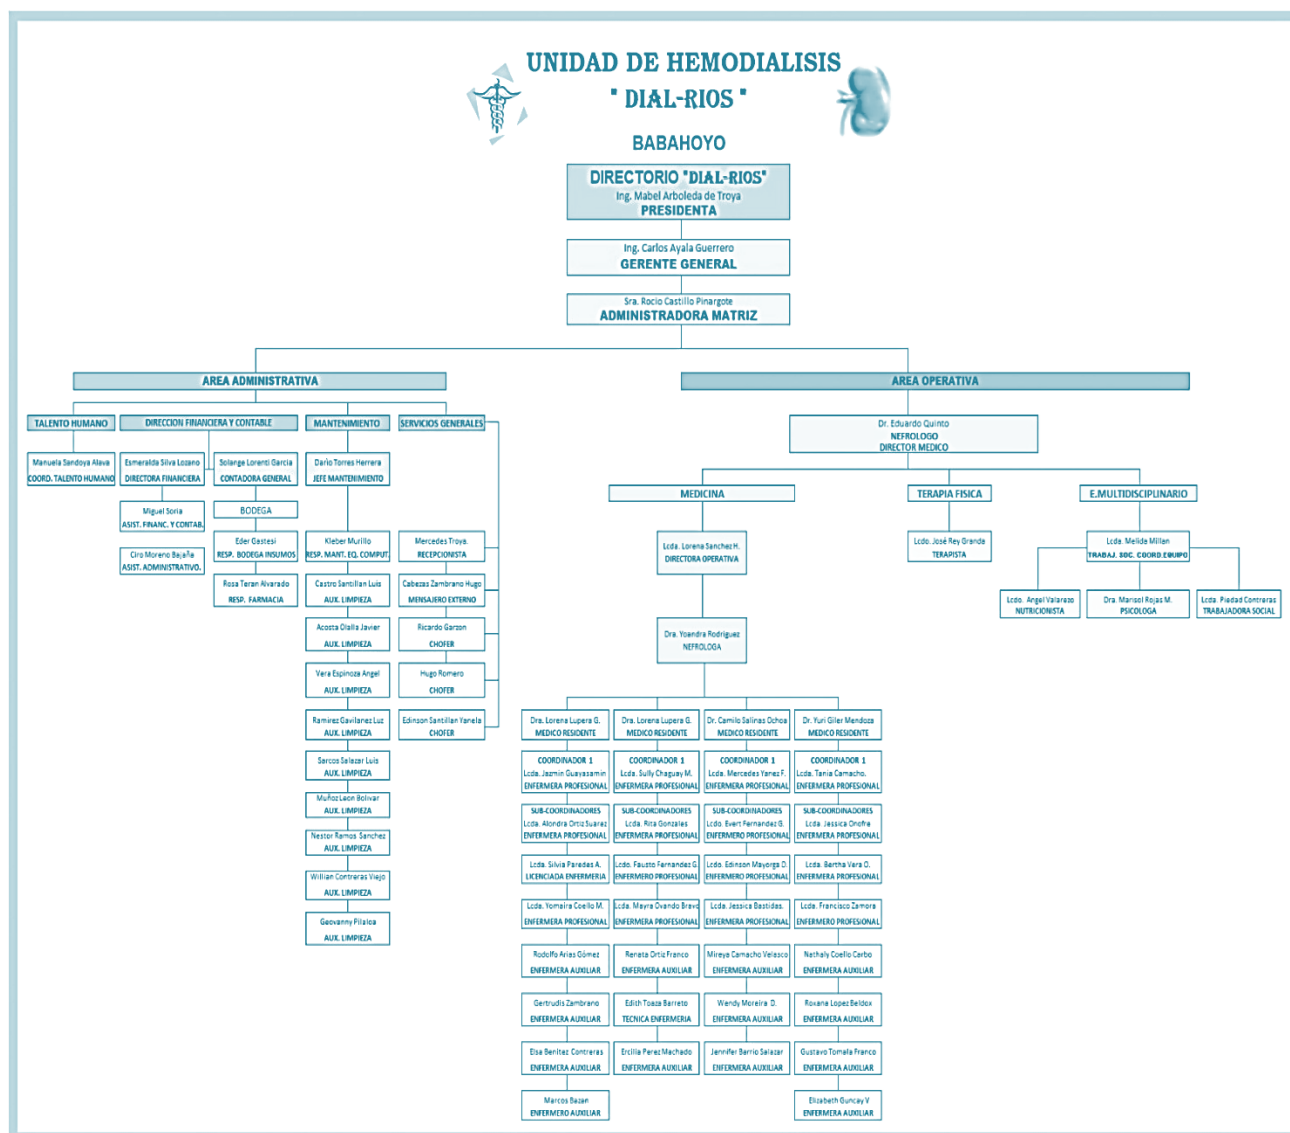 UNIDAD DE HEMODIALISIS
" DIAL-RIOS "
BABAHOYO
DIRECTORIO "DIAL-RIOS"
Ing. Mabel Arboleda de Troya
PRESIDENTA
Ing. Carlos Ayala Guerrero
GERENTE GENERAL
Sra. Rocio Castillo Pinargote
ADMINISTRADORA MATRIZ
AREA ADMINISTRATIVA
TALENTO HUMANO
Manuela Sandoya Alava
COORD. TALENTO HUMANO
DIRECCION FINANCIERA Y CONTABLE
Esmeralda Silva Lozano
DIRECTORA FINANCIERA
Miguel Soria
ASIST. FINANC. Y CONTAB.
Ciro Moreno Bajaña
ASIST. ADMINISTRATIVO.
Solange Lorenti Garcia
CONTADORA GENERAL
BODEGA
Eder Gastesi
RESP. BODEGA INSUMOS
Rosa Teran Alvarado
RESP. FARMACIA
MANTENIMIENTO
Darìo Torres Herrera
JEFE MANTENIMIENTO
Kleber Murillo
RESP. MANT. EQ. COMPUT.
Castro Santillan Luis
AUX. LIMPIEZA
Acosta Olalla Javier
AUX. LIMPIEZA
Vera Espinoza Angel
AUX. LIMPIEZA
Ramirez Gavilanez Luz
AUX. LIMPIEZA
Sarcos Salazar Luis
AUX. LIMPIEZA
Muñoz Leon Bolivar
AUX. LIMPIEZA
Nestor Ramos Sanchez
AUX. LIMPIEZA
Willian Contreras Viejo
AUX. LIMPIEZA
Geovanny Pilaloa
AUX. LIMPIEZA
SERVICIOS GENERALES
Mercedes Troya.
RECEPCIONISTA
Cabezas Zambrano Hugo
MENSAJERO EXTERNO
Ricardo Garzon
CHOFER
Hugo Romero
CHOFER
Edinson Santillan Yanela
CHOFER
AREA OPERATIVA
Dr. Eduardo Quinto
NEFROLOGO
DIRECTOR MEDICO
MEDICINA
Lcda. Lorena Sanchez H.
DIRECTORA OPERATIVA
Dra. Yoandra Rodriguez
NEFROLOGA
Dra. Lorena Lupera G.
MEDICO RESIDENTE
COORDINADOR 1
Lcda. Jazmin Guayasamin
ENFERMERA PROFESIONAL
SUB-COORDINADORES
Lcda. Alondra Ortiz Suarez
ENFERMERA PROFESIONAL
Lcda. Silvia Paredes A.
LICENCIADA ENFERMERIA
Lcda. Yomaira Coello M.
ENFERMERA PROFESIONAL
Rodolfo Arias Gómez
ENFERMERA AUXILIAR
Gertrudis Zambrano
ENFERMERA AUXILIAR
Elsa Benitez Contreras
ENFERMERA AUXILIAR
Marcos Bazan
ENFERMERO AUXILIAR
Dra. Lorena Lupera G.
MEDICO RESIDENTE
COORDINADOR 1
Lcda. Sully Chaguay M.
ENFERMERA PROFESIONAL
SUB-COORDINADORES
Lcda. Rita Gonzales
ENFERMERA PROFESIONAL
Lcdo. Fausto Fernandez G.
ENFERMERO PROFESIONAL
Lcda. Mayra Ovando Bravo
ENFERMERA PROFESIONAL
Renata Ortiz Franco
ENFERMERA AUXILIAR
Edith Toaza Barreto
TECNICA ENFERMERIA
Ercilia Perez Machado
ENFERMERA AUXILIAR
Dr. Camilo Salinas Ochoa
MEDICO RESIDENTE
COORDINADOR 1
Lcda. Mercedes Yanez F.
ENFERMERA PROFESIONAL
SUB-COORDINADORES
Lcdo. Evert Fernandez G.
ENFERMERO PROFESIONAL
Lcdo. Edinson Mayorga D.
ENFERMERO PROFESIONAL
Lcda. Jessica Bastidas.
ENFERMERA PROFESIONAL
Mireya Camacho Velasco
ENFERMERA AUXILIAR
Wendy Moreira D.
ENFERMERA AUXILIAR
Jennifer Barrio Salazar
ENFERMERA AUXILIAR
Dr. Yuri Giler Mendoza
MEDICO RESIDENTE
COORDINADOR 1
Lcda. Tania Camacho.
ENFERMERA PROFESIONAL
SUB-COORDINADORES
Lcda. Jessica Onofre
ENFERMERA PROFESIONAL
Lcda. Bertha Vera O.
ENFERMERA PROFESIONAL
Lcda. Francisco Zamora
ENFERMERO PROFESIONAL
Nathaly Coello Carbo
ENFERMERA AUXILIAR
Roxana Lopez Beldox
ENFERMERA AUXILIAR
Gustavo Tomala Franco
ENFERMERA AUXILIAR
Elizabeth Guncay V
ENFERMERA AUXILIAR
TERAPIA FISICA
Lcdo. José Rey Granda
TERAPISTA
E.MULTIDISCIPLINARIO
Lcda. Melida Millan
TRABAJ. SOC. COORD.EQUIPO
Lcdo. Angel Valarezo
NUTRICIONISTA
Dra. Marisol Rojas M.
PSICOLOGA
Lcda. Piedad Contreras
TRABAJADORA SOCIAL